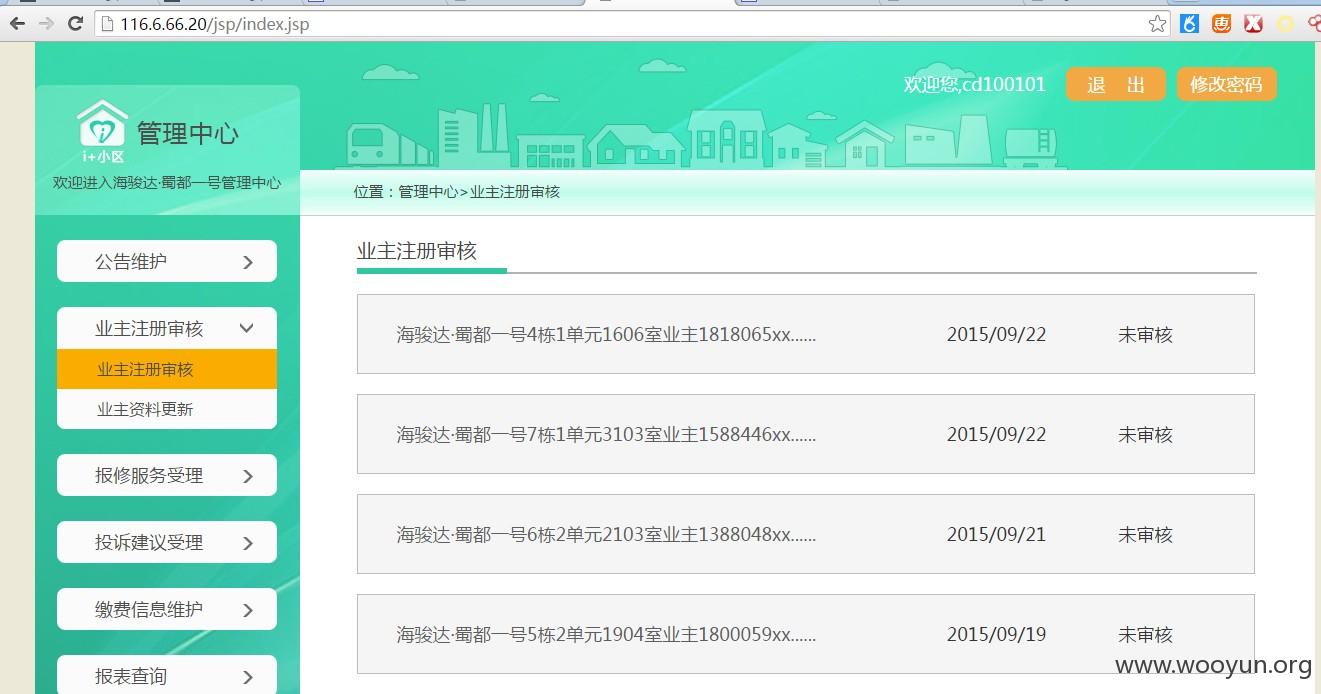 116.6.66.20/jsp/index.jsp
欢迎您,cd100101 退 出 修改密码
i+小区 管理中心
欢迎进入海骏达·蜀都一号管理中心
位置：管理中心>业主注册审核
公告维护
业主注册审核
业主注册审核
业主资料更新
报修服务受理
投诉建议受理
缴费信息维护
报表查询
业主注册审核
海骏达·蜀都一号4栋1单元1606室业主1818065xx...... 2015/09/22 未审核
海骏达·蜀都一号7栋1单元3103室业主1588446xx...... 2015/09/22 未审核
海骏达·蜀都一号6栋2单元2103室业主1388048xx...... 2015/09/21 未审核
海骏达·蜀都一号5栋2单元1904室业主1800059xx...... 2015/09/19 未审核
www.wooyun.org